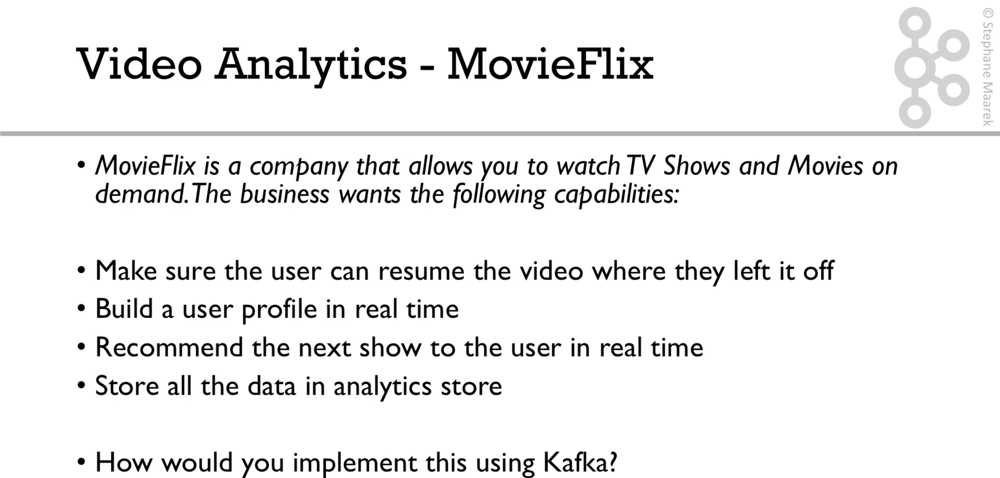 Video Analytics - MovieFlix
© Stephane Maarek
• MovieFlix is a company that allows you to watch TV Shows and Movies on
demand. The business wants the following capabilities:
• Make sure the user can resume the video where they left it off
• Build a user profile in real time
• Recommend the next show to the user in real time
• Store all the data in analytics store
• How would you implement this using Kafka?